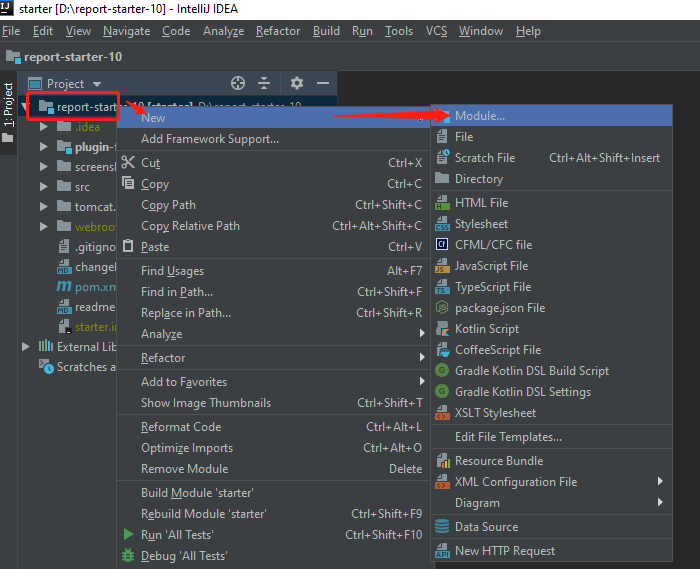 starter [D:\report-starter-10] - IntelliJ IDEA
File Edit View Navigate Code Analyze Refactor Build Run Tools VCS Window Help
report-starter-10
1: Project
Project
report-starter-10 [starter] D:\report-starter-10
.idea
plugin-
screensh
src
tomcat.
webroo
.gitigno
changel
pom.xm
readme
starter.i
External Lib
Scratches a
New
Add Framework Support...
Cut Ctrl+X
Copy Ctrl+C
Copy Path Ctrl+Shift+C
Copy Relative Path Ctrl+Alt+Shift+C
Paste Ctrl+V
Find Usages Alt+F7
Find in Path... Ctrl+Shift+F
Replace in Path... Ctrl+Shift+R
Analyze
Refactor
Add to Favorites
Show Image Thumbnails Ctrl+Shift+T
Reformat Code Ctrl+Alt+L
Optimize Imports Ctrl+Alt+O
Remove Module Delete
Build Module 'starter'
Rebuild Module 'starter' Ctrl+Shift+F9
Run 'All Tests' Ctrl+Shift+F10
Debug 'All Tests'
Module...
File
Scratch File Ctrl+Alt+Shift+Insert
Directory
HTML File
Stylesheet
CFML/CFC file
JavaScript File
TypeScript File
package.json File
Kotlin Script
CoffeeScript File
Gradle Kotlin DSL Build Script
Gradle Kotlin DSL Settings
XSLT Stylesheet
Edit File Templates...
Resource Bundle
XML Configuration File
Diagram
Data Source
New HTTP Request